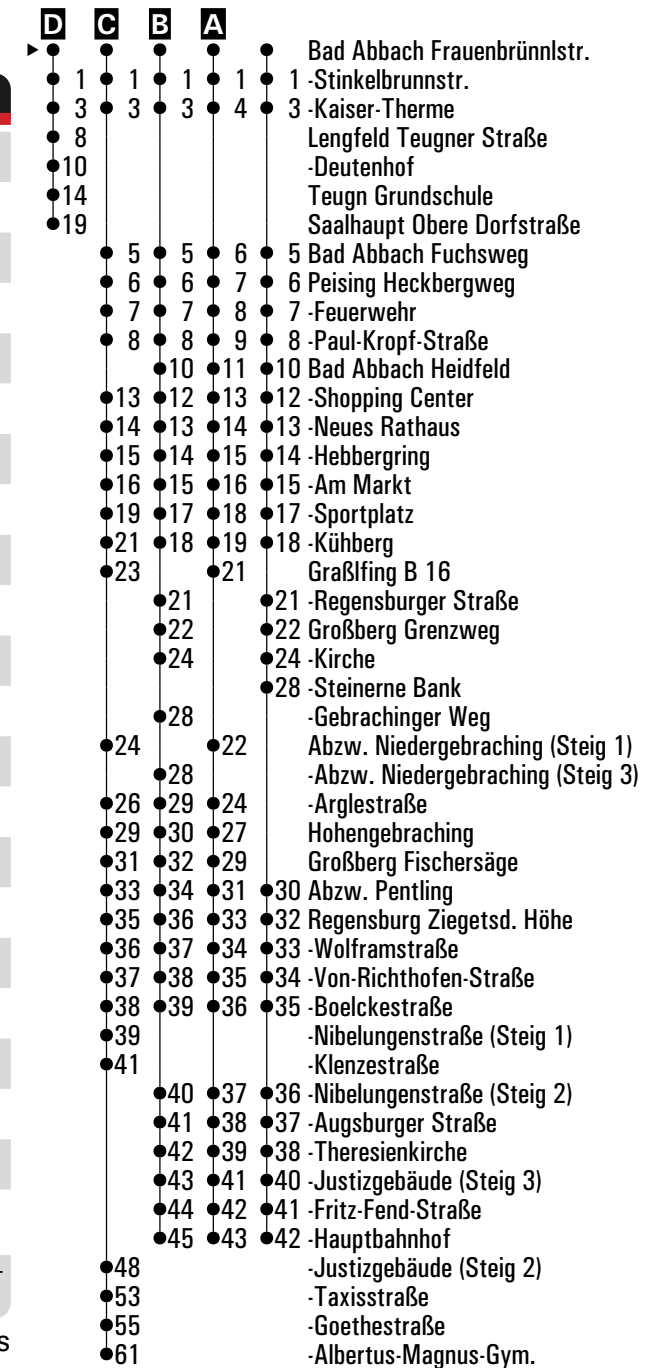 D C B A
Bad Abbach Frauenbrünnlstr.
1 1 1 1 1 -Stinkelbrunnstr.
3 3 3 4 3 -Kaiser-Therme
8 Lengfeld Teugner Straße
10 -Deutenhof
14 Teugn Grundschule
19 Saalhaupt Obere Dorfstraße
5 5 6 5 Bad Abbach Fuchsweg
6 6 7 6 Peising Heckbergweg
7 7 8 7 -Feuerwehr
8 8 9 8 -Paul-Kropf-Straße
10 11 10 Bad Abbach Heidfeld
13 12 13 12 -Shopping Center
14 13 14 13 -Neues Rathaus
15 14 15 14 -Hebbergring
16 15 16 15 -Am Markt
19 17 18 17 -Sportplatz
21 18 19 18 -Kühberg
23 21 Graßlfing B 16
21 21 -Regensburger Straße
22 22 Großberg Grenzweg
24 24 -Kirche
28 -Steinerne Bank
28 -Gebrachinger Weg
24 22 Abzw. Niedergebraching (Steig 1)
28 -Abzw. Niedergebraching (Steig 3)
26 29 24 -Arglestraße
29 30 27 Hohengebraching
31 32 29 Großberg Fischersäge
33 34 31 30 Abzw. Pentling
35 36 33 32 Regensburg Ziegetsd. Höhe
36 37 34 33 -Wolframstraße
37 38 35 34 -Von-Richthofen-Straße
38 39 36 35 -Boelckestraße
39 -Nibelungenstraße (Steig 1)
41 -Klenzestraße
40 37 36 -Nibelungenstraße (Steig 2)
41 38 37 -Augsburger Straße
42 39 38 -Theresienkirche
43 41 40 -Justizgebäude (Steig 3)
44 42 41 -Fritz-Fend-Straße
45 43 42 -Hauptbahnhof
48 -Justizgebäude (Steig 2)
53 -Taxisstraße
55 -Goethestraße
s
61 -Albertus-Magnus-Gym.